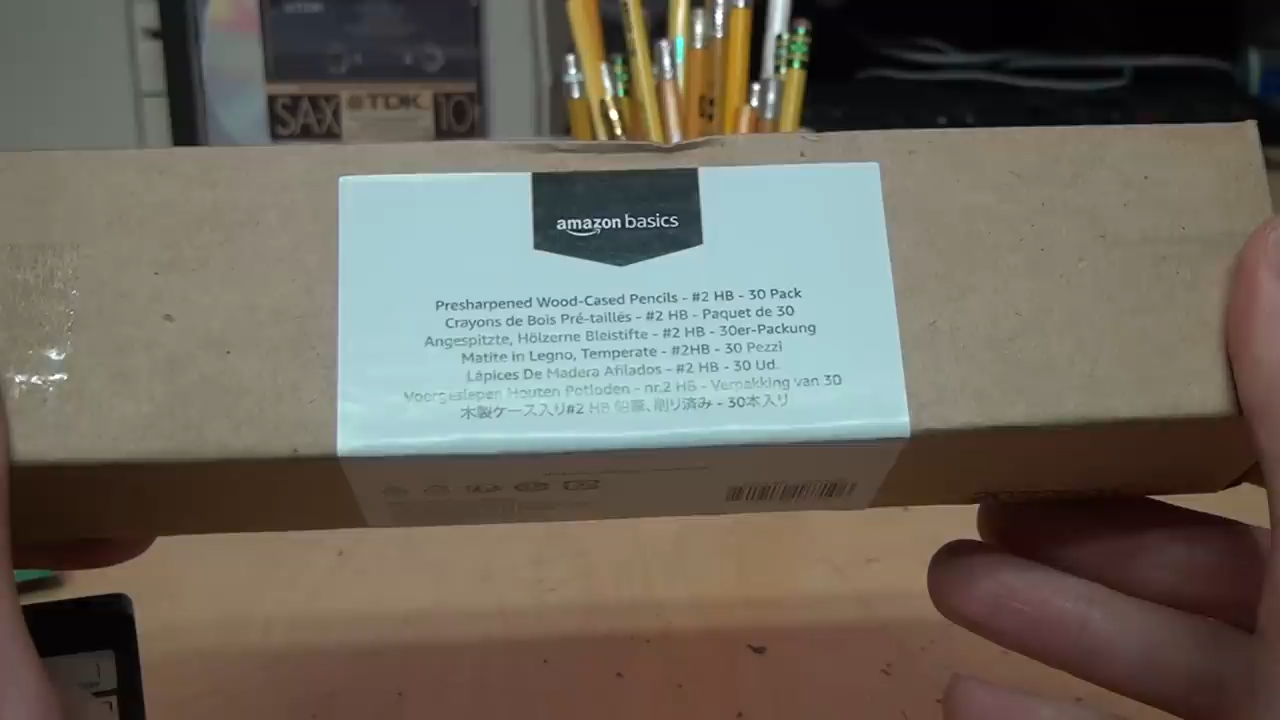 TDK
SAX TDK 10
amazon basics
Presharpened Wood-Cased Pencils - #2 HB - 30 Pack
Crayons de Bois Pré-taillés - #2 HB - Paquet de 30
Angespitzte, Hölzerne Bleistifte - #2 HB - 30er-Packung
Matite in Legno, Temperate - #2HB - 30 Pezzi
Lápices De Madera Afilados - #2 HB - 30 Ud.
Voorgeslepen Houten Potloden - nr.2 HB - Verpakking van 30
木製ケース入り#2 HB 鉛筆、削り済み - 30本入り